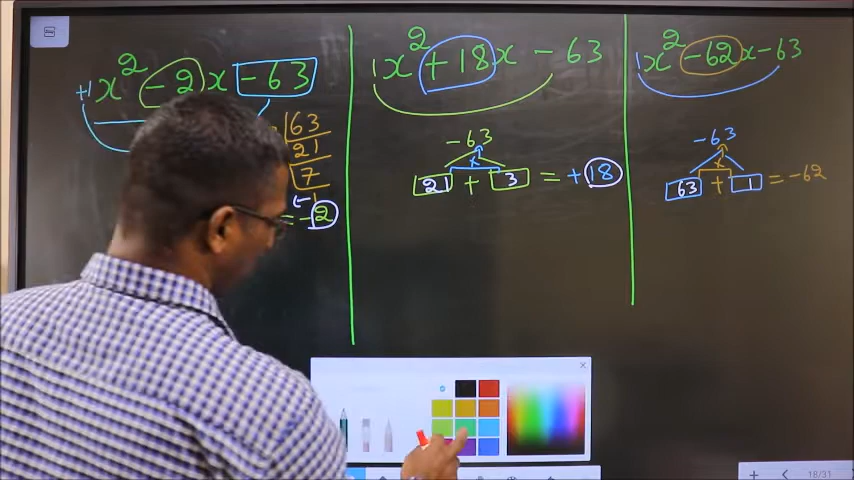 +1x² -2x -63
63
21
7
1
= -2
1x² +18x -63
-63
x
21 + 3 = +18
1x² -62x -63
-63
x
63 + 1 = -62
18/31